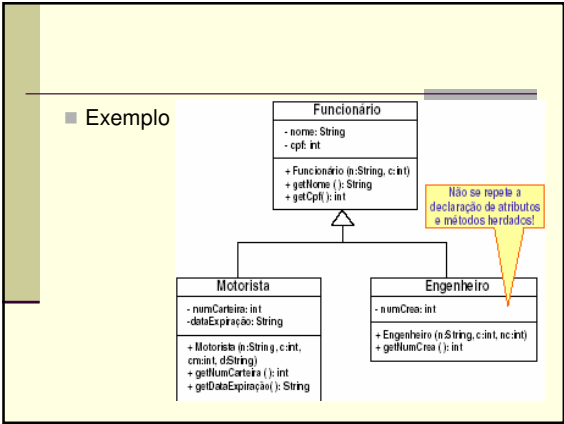 Exemplo
Funcionário
- nome: String
- cpf: int
+ Funcionário (n:String, c:int)
+ getNome ( ): String
+ getCpf( ): int
Não se repete a
declaração de atributos
e métodos herdados!
Motorista
- numCarteira: int
-dataExpiração: String
+ Motorista (n:String, c:int,
cm:int, d:String)
+ getNumCarteira ( ): int
+ getDataExpiração( ): String
Engenheiro
- numCrea: int
+ Engenheiro (n:String, c:int, nc:int)
+ getNumCrea ( ): int